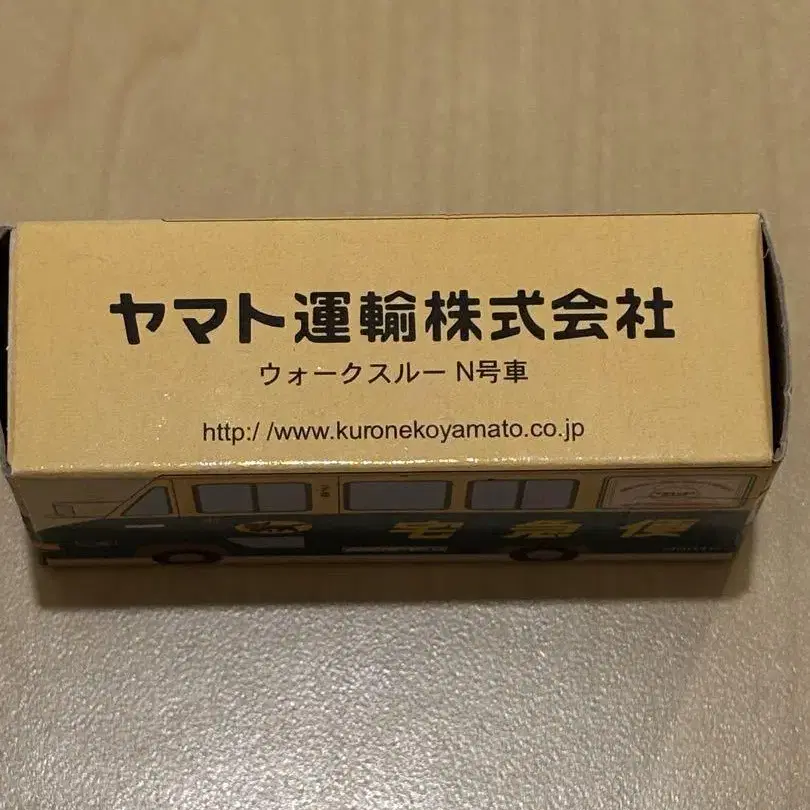 ヤマト運輸株式会社
ウォークスルー N号車
http://www.kuronekoyamato.co.jp
宅急便